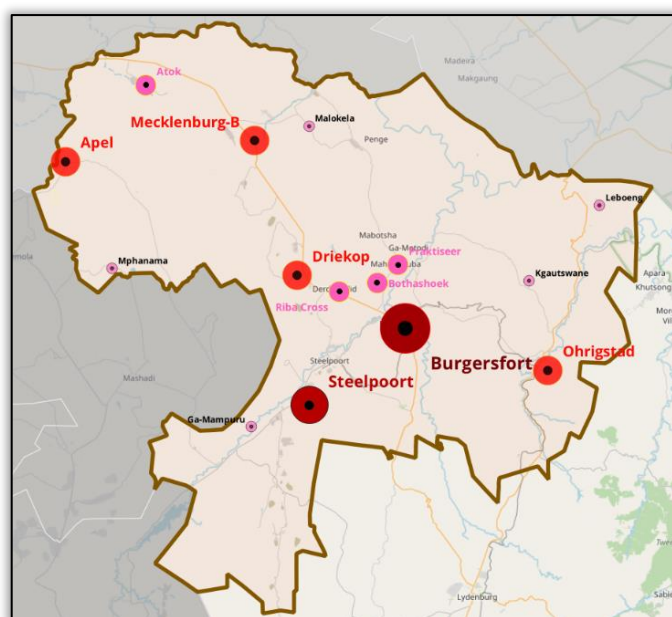 Madeira
Makgaung
Atok
Mecklenburg-B
Malokela
Penge
Apel
Leboeng
Mabotsha
Ga-Motodi
Praktiseer
Mphanama
Driekop
Kgautswane
Apara
Khutsong
Bothashoek
Riba Cross
Burgersfort
Ohrigstad
Steelpoort
Steelpoort
Mashadi
Ga-Mampuru
Lydenburg